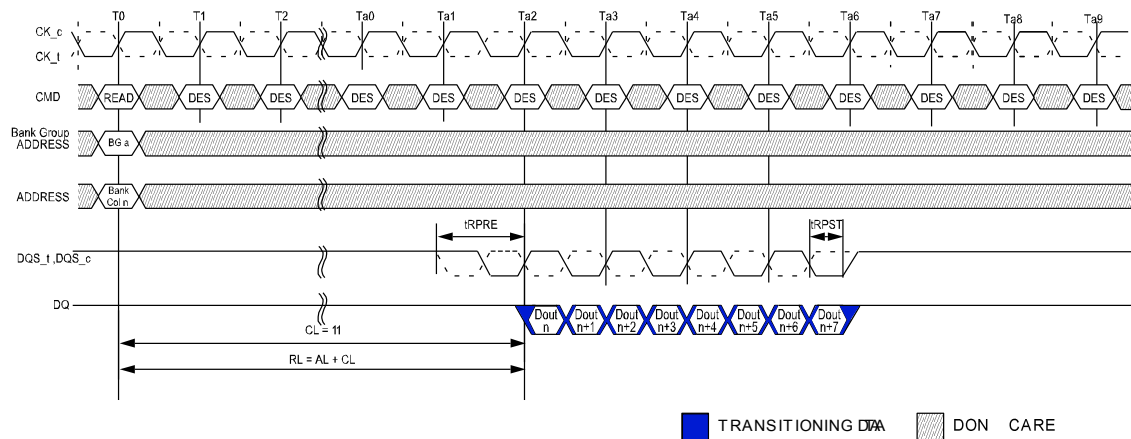 T0 T1 T2 Ta0 Ta1 Ta2 Ta3 Ta4 Ta5 Ta6 Ta7 Ta8 Ta9
CK_c
CK_t
CMD READ DES DES DES DES DES DES DES DES DES DES DES DES
Bank Group
ADDRESS BG a
ADDRESS Bank
Col n
tRPRE tRPST
DQS_t ,DQS_c
DQ Dout Dout Dout Dout Dout Dout Dout Dout
n n+1 n+2 n+3 n+4 n+5 n+6 n+7
CL = 11
RL = AL + CL
TRANSITIONING DATA DON CARE